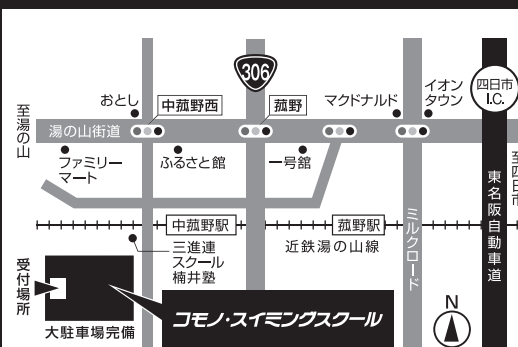 306
四日市
I.C.
おとし
中菰野西
菰野
マクドナルド
イオン
タウン
至湯の山
湯の山街道
ファミリー
マート
ふるさと館
一号舘
至四日市
東名阪自動車道
ミルクロード
中菰野駅
菰野駅
近鉄湯の山線
三進連
スクール
楠井塾
受付場所
大駐車場完備
コモノ・スイミングスクール
N